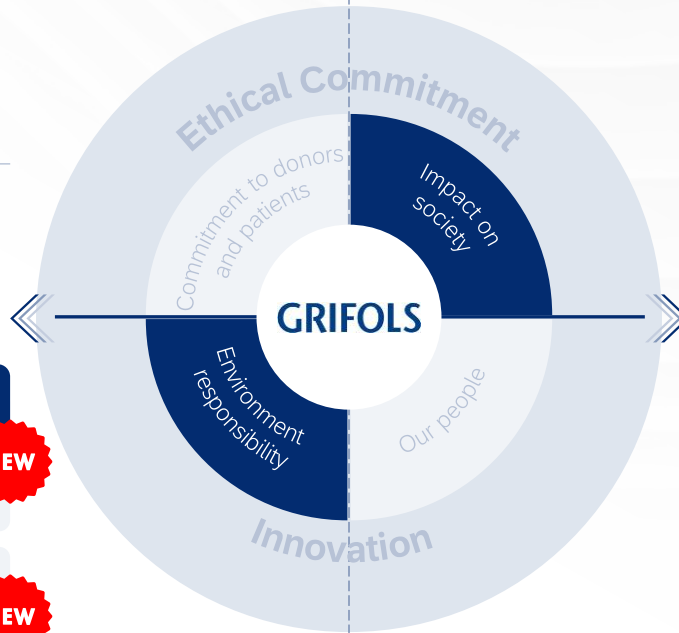 Ethical Commitment
Commitment to donors
and patients
Impact on
society
GRIFOLS
Environment
responsibility
Our people
Innovation
EW
EW